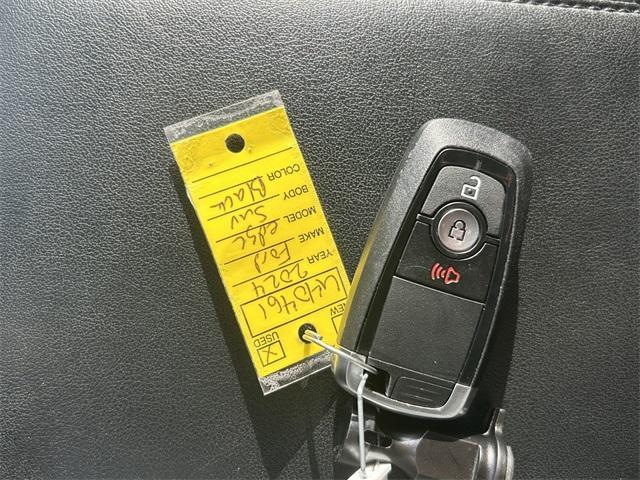 NEW USED X
YEAR 2024
MAKE Ford
MODEL edge
BODY SUV
COLOR Black